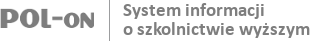 POL-on
System informacji
o szkolnictwie wyższym